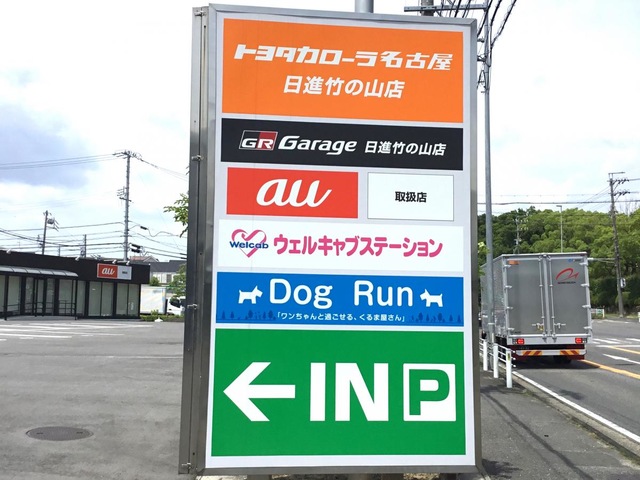 トヨタカローラ名古屋
日進竹の山店
GR Garage 日進竹の山店
au 取扱店
Welcab ウェルキャブステーション
Dog Run
「ワンちゃんと過ごせる、くるま屋さん」
← IN P
au